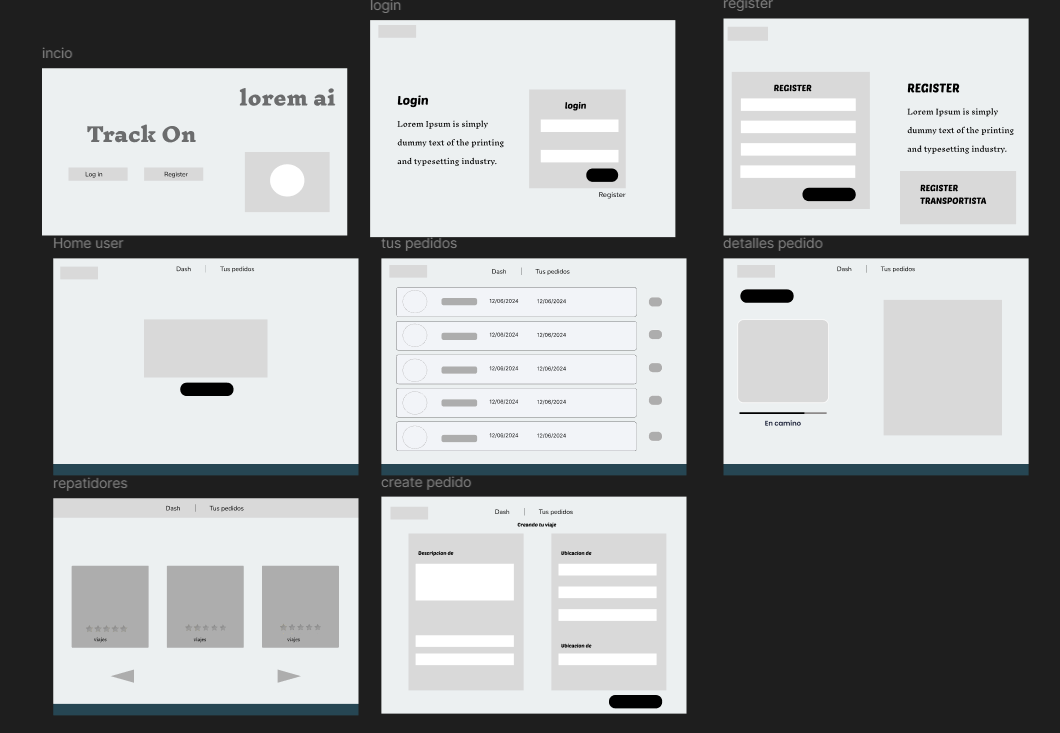 incio
lorem ai
Track On
Log in
Register
login
Login
Lorem Ipsum is simply
dummy text of the printing
and typesetting industry.
login
Register
register
REGISTER
REGISTER
Lorem Ipsum is simply
dummy text of the printing
and typesetting industry.
REGISTER
TRANSPORTISTA
Home user
Dash
Tus pedidos
tus pedidos
Dash
Tus pedidos
12/06/2024 12/06/2024
12/06/2024 12/06/2024
12/06/2024 12/06/2024
12/06/2024 12/06/2024
12/06/2024 12/06/2024
detalles pedido
Dash
Tus pedidos
En camino
repatidores
Dash
Tus pedidos
viajes
viajes
viajes
create pedido
Dash
Tus pedidos
Creando tu viaje
Descripcion de
Ubicacion de
Ubicacion de